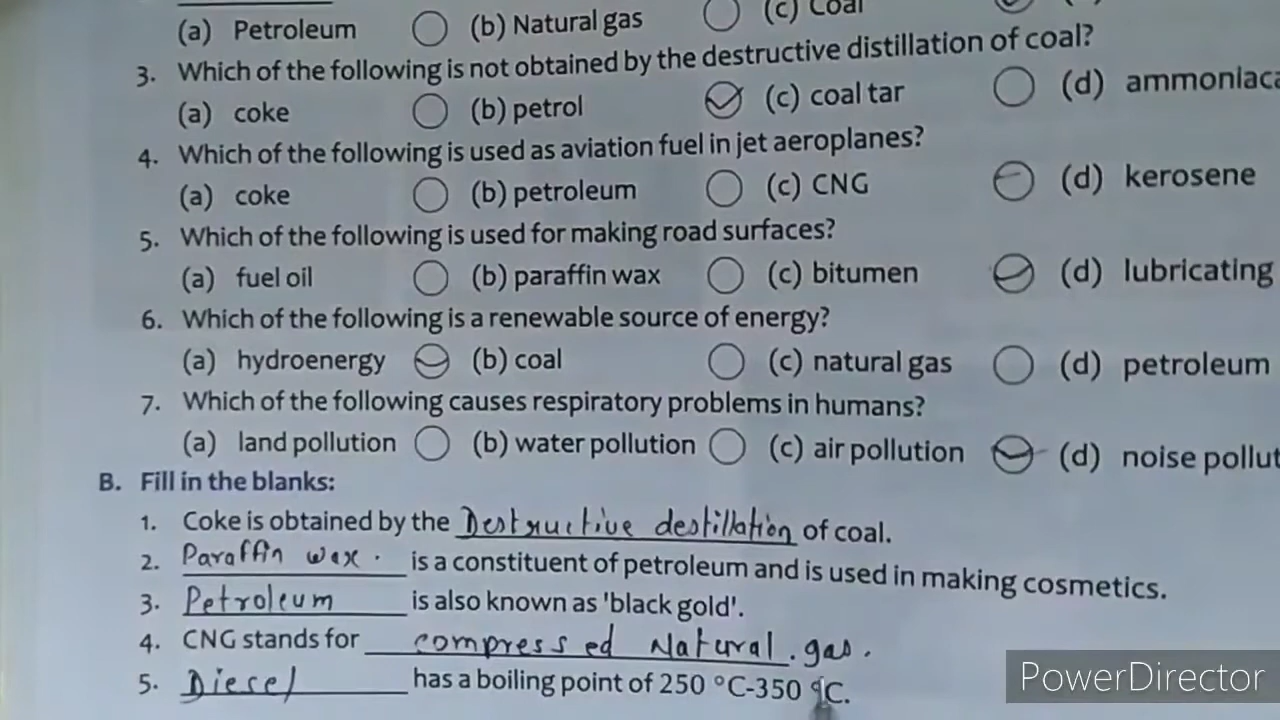 (a) Petroleum (b) Natural gas (c) Coal
3. Which of the following is not obtained by the destructive distillation of coal?
(a) coke (b) petrol (c) coal tar (d) ammoniaca
4. Which of the following is used as aviation fuel in jet aeroplanes?
(a) coke (b) petroleum (c) CNG (d) kerosene
5. Which of the following is used for making road surfaces?
(a) fuel oil (b) paraffin wax (c) bitumen (d) lubricating
6. Which of the following is a renewable source of energy?
(a) hydroenergy (b) coal (c) natural gas (d) petroleum
7. Which of the following causes respiratory problems in humans?
(a) land pollution (b) water pollution (c) air pollution (d) noise pollut
B. Fill in the blanks:
1. Coke is obtained by the Destructive destillation of coal.
2. Paraffin wax. is a constituent of petroleum and is used in making cosmetics.
3. Petroleum is also known as 'black gold'.
4. CNG stands for compressed Natural. gas.
5. Diesel has a boiling point of 250 °C-350 °C.
PowerDirector